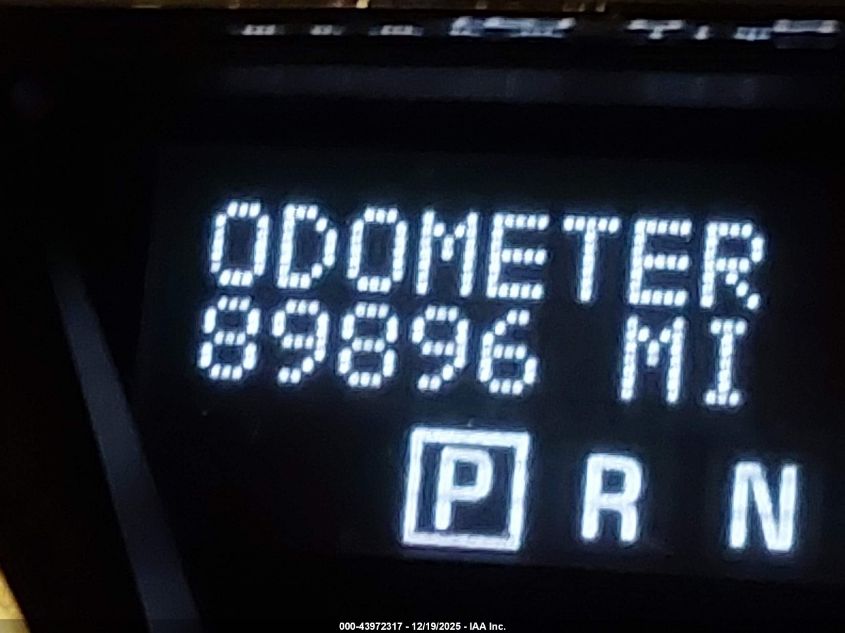 ODOMETER
89896 MI
P R N
000-43972317 - 12/19/2025 - IAA Inc.